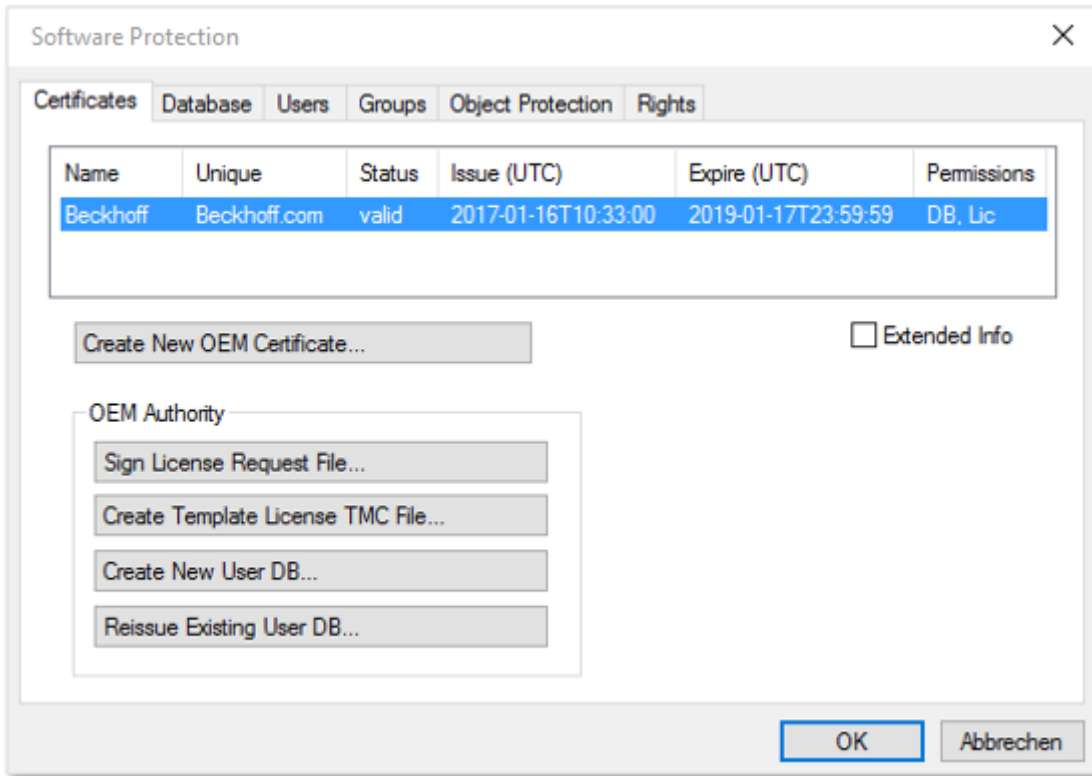 Software Protection
Certificates Database Users Groups Object Protection Rights
Name Unique Status Issue (UTC) Expire (UTC) Permissions
Beckhoff Beckhoff.com valid 2017-01-16T10:33:00 2019-01-17T23:59:59 DB, Lic
Create New OEM Certificate... Extended Info
OEM Authority
Sign License Request File...
Create Template License TMC File...
Create New User DB...
Reissue Existing User DB...
OK Abbrechen